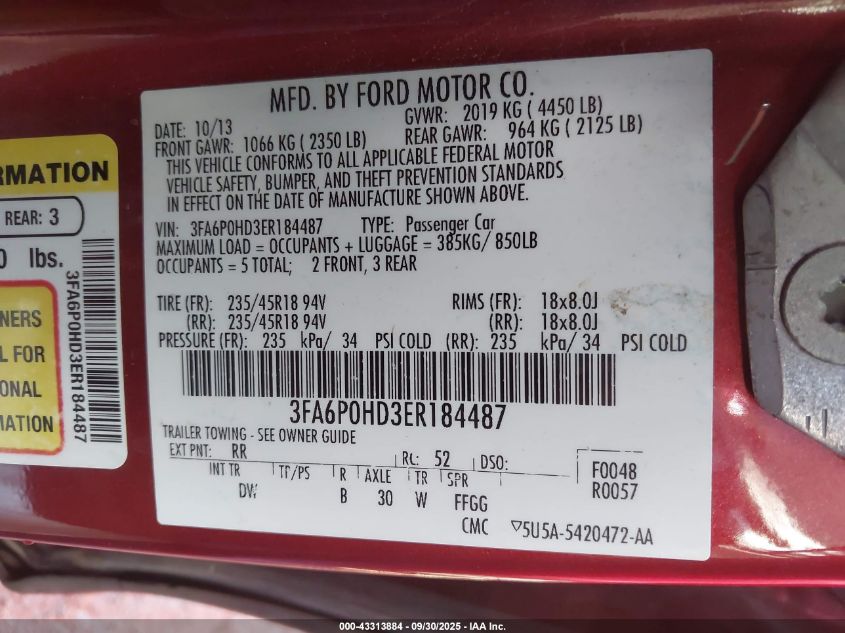 MFD. BY FORD MOTOR CO.
DATE: 10/13 GVWR: 2019 KG ( 4450 LB)
FRONT GAWR: 1066 KG ( 2350 LB) REAR GAWR: 964 KG ( 2125 LB)
THIS VEHICLE CONFORMS TO ALL APPLICABLE FEDERAL MOTOR
VEHICLE SAFETY, BUMPER, AND THEFT PREVENTION STANDARDS
IN EFFECT ON THE DATE OF MANUFACTURE SHOWN ABOVE.
VIN: 3FA6P0HD3ER184487 TYPE: Passenger Car
MAXIMUM LOAD = OCCUPANTS + LUGGAGE = 385KG/ 850LB
OCCUPANTS = 5 TOTAL; 2 FRONT, 3 REAR
TIRE (FR): 235/45R18 94V RIMS (FR): 18x8.0J
(RR): 235/45R18 94V (RR): 18x8.0J
PRESSURE (FR): 235 kPa/ 34 PSI COLD (RR): 235 kPa/ 34 PSI COLD
3FA6P0HD3ER184487
TRAILER TOWING - SEE OWNER GUIDE
EXT PNT: RR RC: 52 DSO: F0048
INT TR TP/PS R AXLE TR SPR R0057
DW B 30 W FFGG
CMC ▽5U5A-5420472-AA
RMATION
REAR: 3
0 lbs.
NERS
L FOR
IONAL
MATION
3FA6P0HD3ER184487
000-43313884 - 09/30/2025 - IAA Inc.